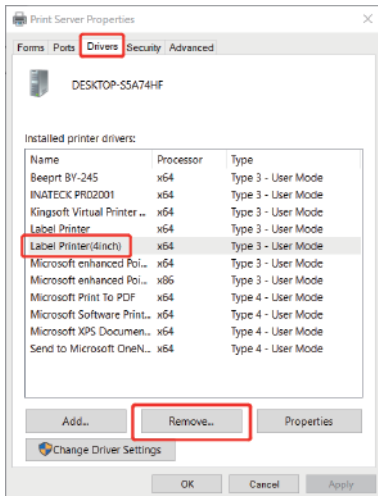 Print Server Properties
Forms Ports Drivers Security Advanced
DESKTOP-S5A74HF
Installed printer drivers:
Name Processor Type
Beeprt BY-245 x64 Type 3 - User Mode
INATECK PR02001 x64 Type 3 - User Mode
Kingsoft Virtual Printer ... x64 Type 3 - User Mode
Label Printer x64 Type 3 - User Mode
Label Printer(4inch) x64 Type 3 - User Mode
Microsoft enhanced Poi... x64 Type 3 - User Mode
Microsoft enhanced Poi... x86 Type 3 - User Mode
Microsoft Print To PDF x64 Type 4 - User Mode
Microsoft Software Print... x64 Type 4 - User Mode
Microsoft XPS Documen... x64 Type 4 - User Mode
Send to Microsoft OneN... x64 Type 4 - User Mode
Add... Remove... Properties
Change Driver Settings
OK Cancel Apply